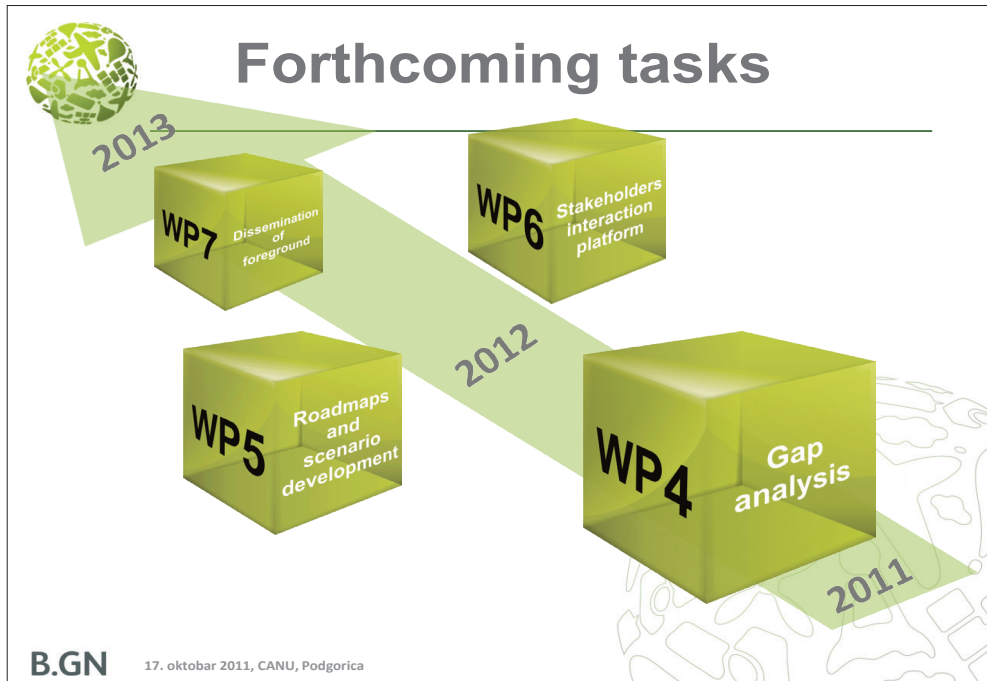 Forthcoming tasks
2013
WP7
Dissemination
of
foreground
WP6
Stakeholders
interaction
platform
2012
WP5
Roadmaps
and
scenario
development
WP4
Gap
analysis
2011
B.GN
17. oktobar 2011, CANU, Podgorica